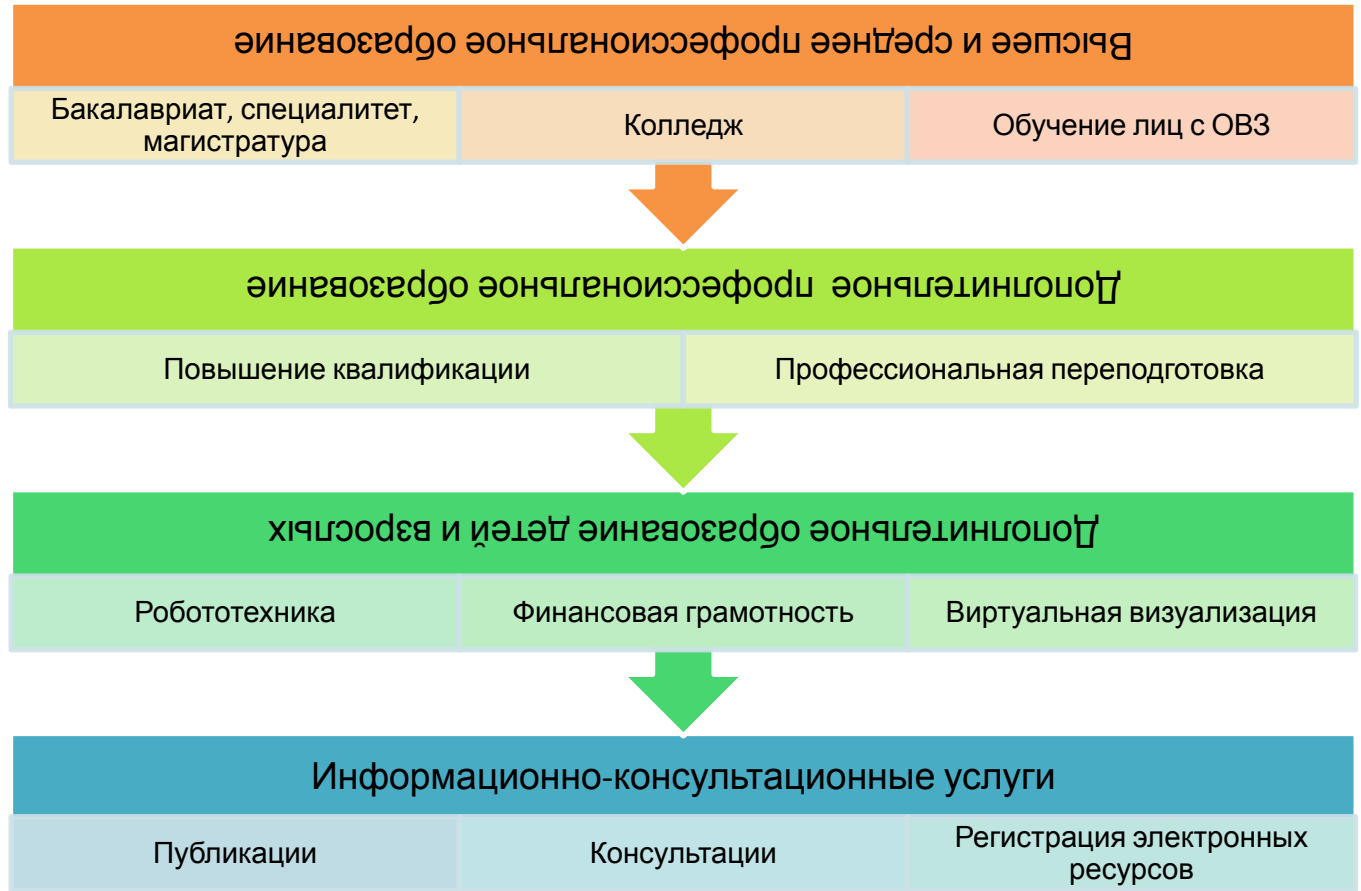 Высшее и среднее профессиональное образование
Бакалавриат, специалитет,
магистратура
Колледж
Обучение лиц с ОВЗ
Дополнительное профессиональное образование
Повышение квалификации
Профессиональная переподготовка
Дополнительное образование детей и взрослых
Робототехника
Финансовая грамотность
Виртуальная визуализация
Информационно-консультационные услуги
Публикации
Консультации
Регистрация электронных
ресурсов